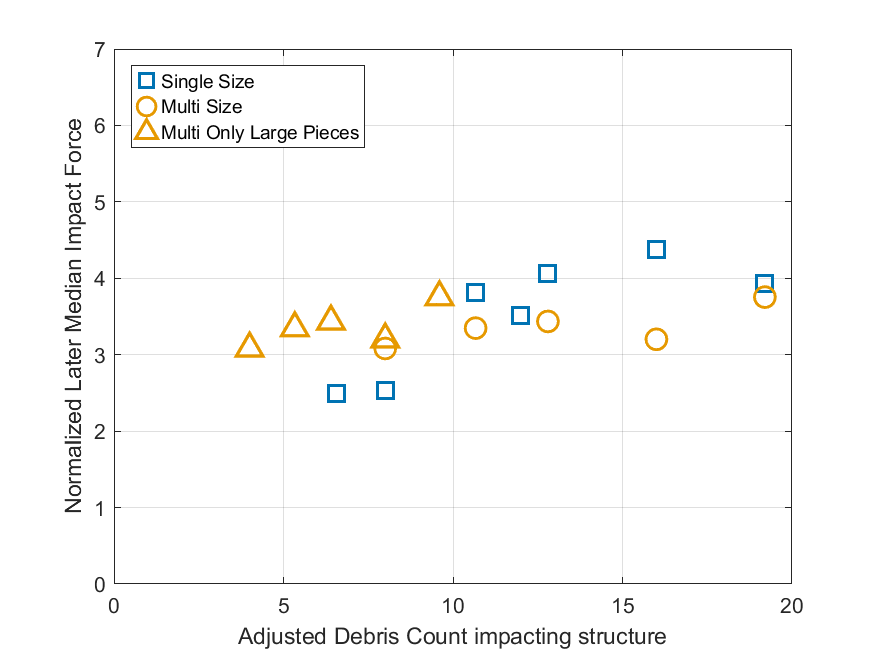 7
6
5
4
3
2
1
0
Normalized Later Median Impact Force
Single Size
Multi Size
Multi Only Large Pieces
0 5 10 15 20
Adjusted Debris Count impacting structure